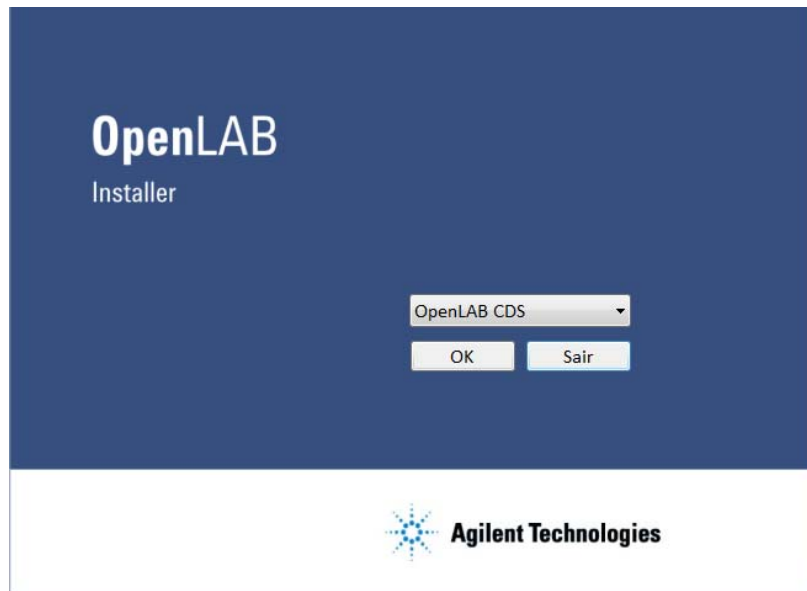 OpenLAB
Installer
OpenLAB CDS
OK Sair
Agilent Technologies